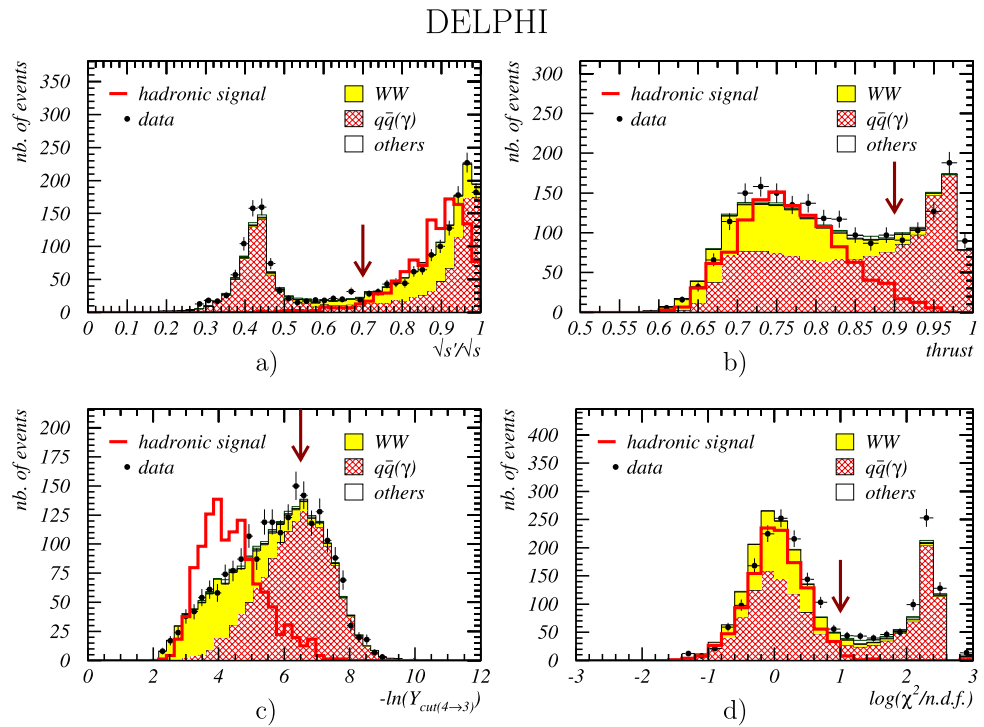 DELPHI
nb. of events
350
300
250
200
150
100
50
0
hadronic signal
data
WW
qq̄(γ)
others
0 0.1 0.2 0.3 0.4 0.5 0.6 0.7 0.8 0.9 1
√s'/√s
a)
nb. of events
300
250
200
150
100
50
0
hadronic signal
data
WW
qq̄(γ)
others
0.5 0.55 0.6 0.65 0.7 0.75 0.8 0.85 0.9 0.95 1
thrust
b)
nb. of events
200
175
150
125
100
75
50
25
0
hadronic signal
data
WW
qq̄(γ)
others
0 2 4 6 8 10 12
-ln(Ycut(4→3))
c)
nb. of events
400
350
300
250
200
150
100
50
0
hadronic signal
data
WW
qq̄(γ)
others
-3 -2 -1 0 1 2 3
log(χ²/n.d.f.)
d)